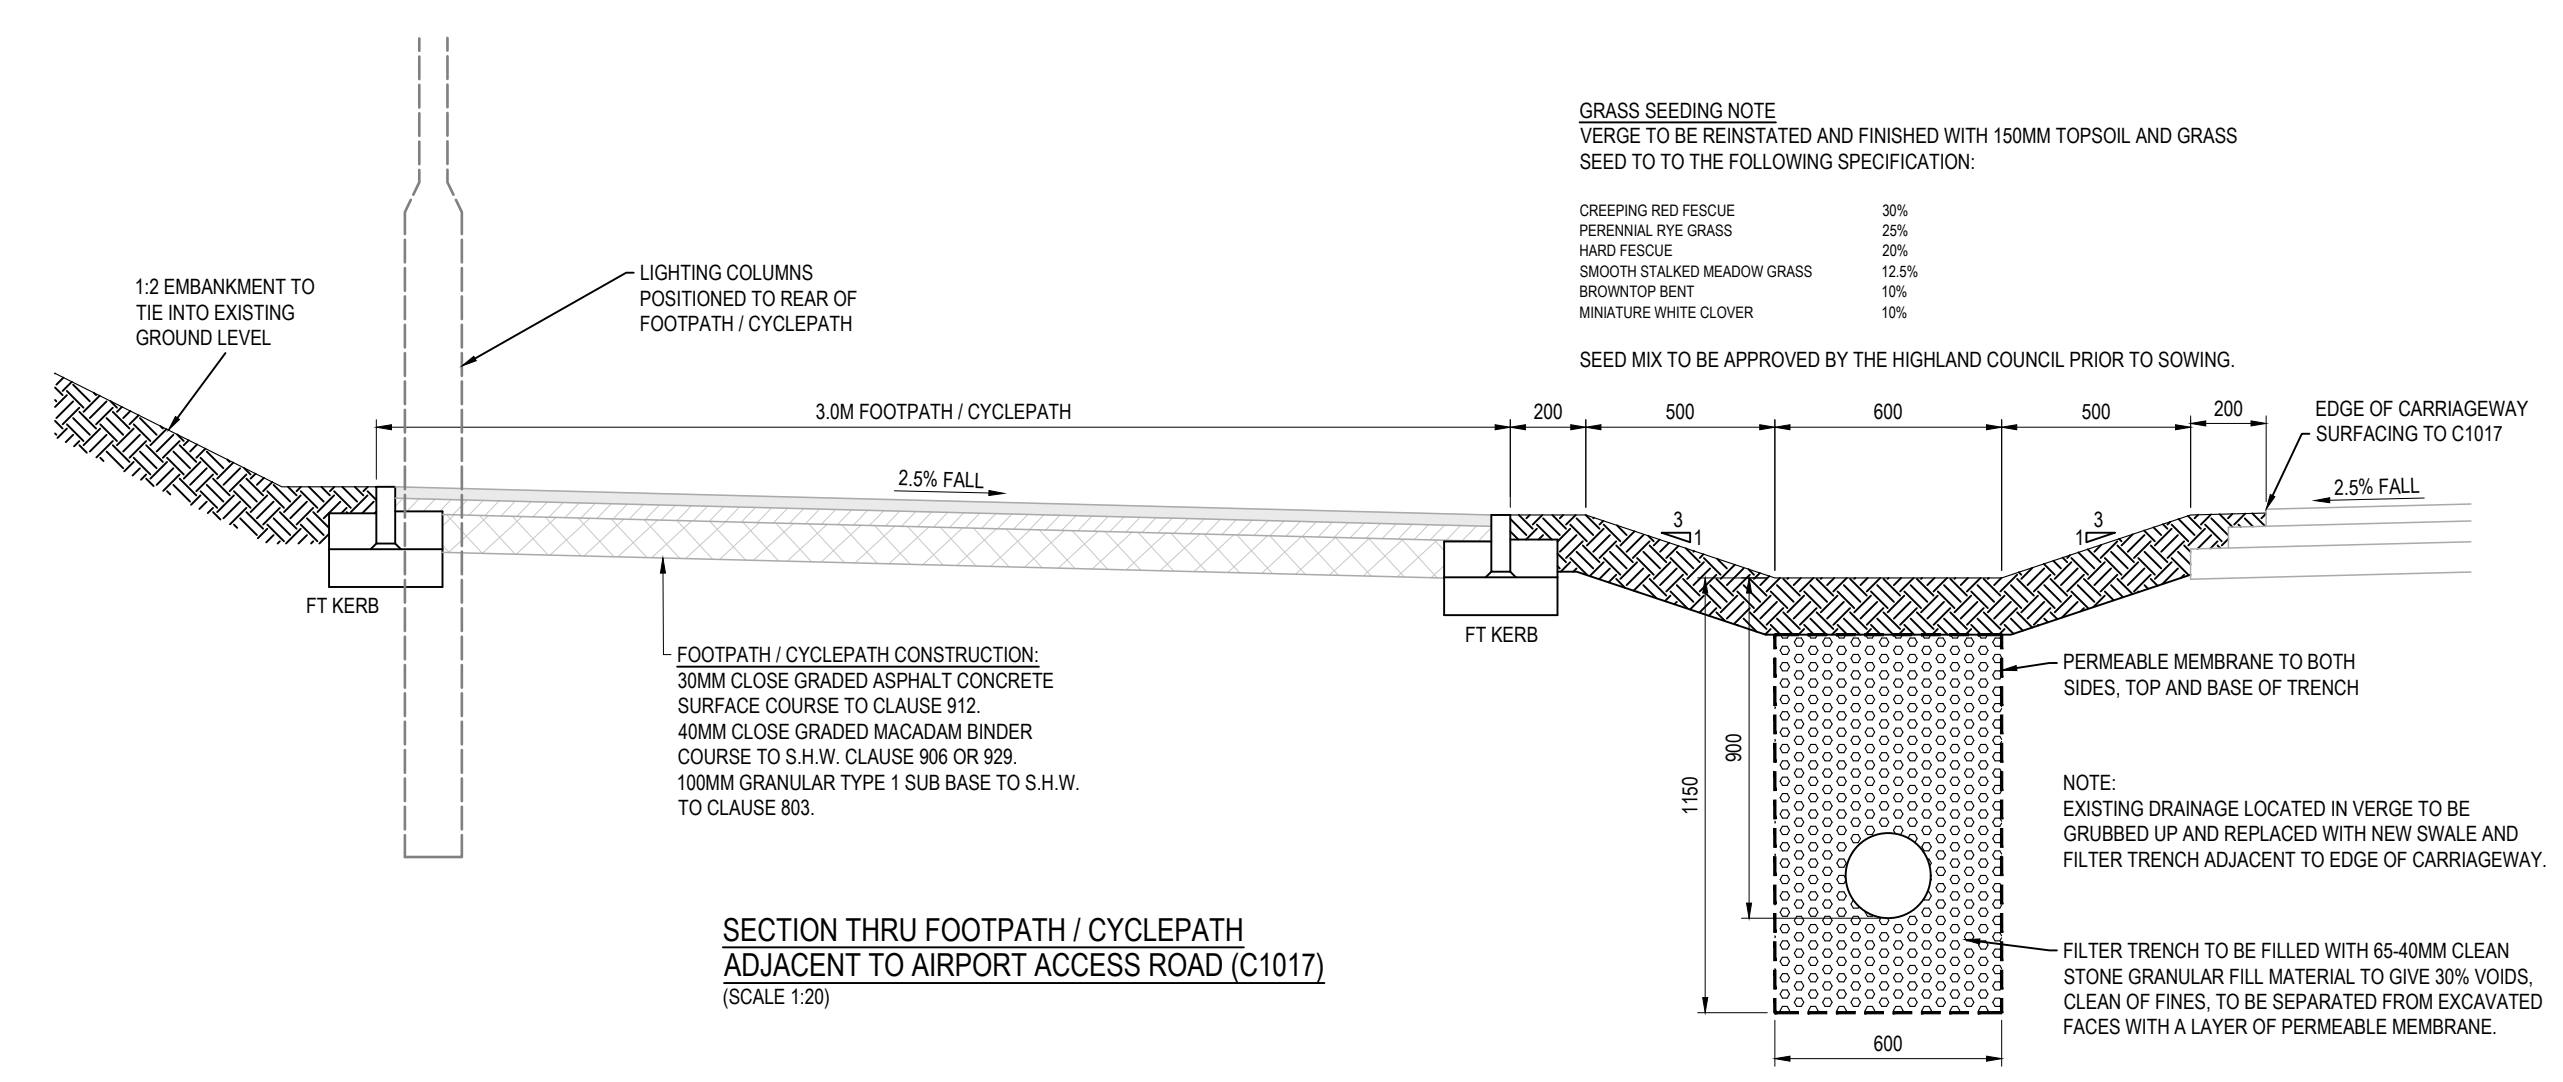 GRASS SEEDING NOTE
VERGE TO BE REINSTATED AND FINISHED WITH 150MM TOPSOIL AND GRASS
SEED TO TO THE FOLLOWING SPECIFICATION:
CREEPING RED FESCUE 30%
PERENNIAL RYE GRASS 25%
HARD FESCUE 20%
SMOOTH STALKED MEADOW GRASS 12.5%
BROWNTOP BENT 10%
MINIATURE WHITE CLOVER 10%
SEED MIX TO BE APPROVED BY THE HIGHLAND COUNCIL PRIOR TO SOWING.
1:2 EMBANKMENT TO
TIE INTO EXISTING
GROUND LEVEL
LIGHTING COLUMNS
POSITIONED TO REAR OF
FOOTPATH / CYCLEPATH
3.0M FOOTPATH / CYCLEPATH
200
500
600
500
200
EDGE OF CARRIAGEWAY
SURFACING TO C1017
2.5% FALL
2.5% FALL
3
1
3
1
FT KERB
FT KERB
FOOTPATH / CYCLEPATH CONSTRUCTION:
30MM CLOSE GRADED ASPHALT CONCRETE
SURFACE COURSE TO CLAUSE 912.
40MM CLOSE GRADED MACADAM BINDER
COURSE TO S.H.W. CLAUSE 906 OR 929.
100MM GRANULAR TYPE 1 SUB BASE TO S.H.W.
TO CLAUSE 803.
PERMEABLE MEMBRANE TO BOTH
SIDES, TOP AND BASE OF TRENCH
900
1150
NOTE:
EXISTING DRAINAGE LOCATED IN VERGE TO BE
GRUBBED UP AND REPLACED WITH NEW SWALE AND
FILTER TRENCH ADJACENT TO EDGE OF CARRIAGEWAY.
FILTER TRENCH TO BE FILLED WITH 65-40MM CLEAN
STONE GRANULAR FILL MATERIAL TO GIVE 30% VOIDS,
CLEAN OF FINES, TO BE SEPARATED FROM EXCAVATED
FACES WITH A LAYER OF PERMEABLE MEMBRANE.
600
SECTION THRU FOOTPATH / CYCLEPATH
ADJACENT TO AIRPORT ACCESS ROAD (C1017)
(SCALE 1:20)